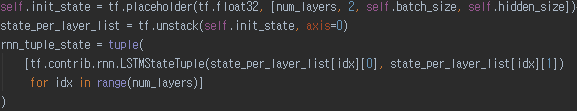 self.init_state = tf.placeholder(tf.float32, [num_layers, 2, self.batch_size, self.hidden_size])
state_per_layer_list = tf.unstack(self.init_state, axis=0)
rnn_tuple_state = tuple(
    [tf.contrib.rnn.LSTMStateTuple(state_per_layer_list[idx][0], state_per_layer_list[idx][1])
     for idx in range(num_layers)]
)